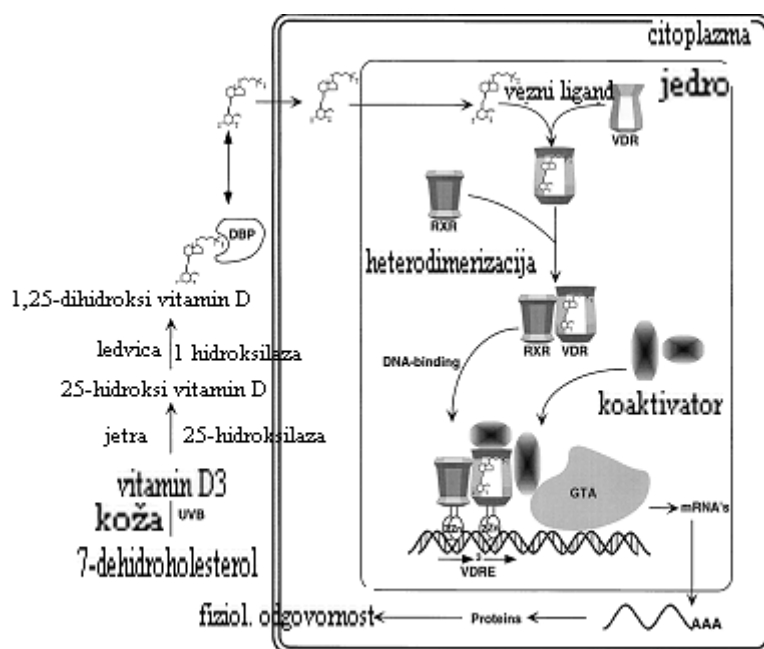 citoplazma
jedro
vezni ligand
VDR
RXR
DBP
heterodimerizacija
1,25-dihidroksi vitamin D
ledvica 1 hidroksilaza
25-hidroksi vitamin D
jetra 25-hidroksilaza
vitamin D3
koža UVB
7-dehidroholesterol
RXR VDR
DNA-binding
koaktivator
GTA
mRNA's
3
VDRE
fiziol. odgovornost
Proteins
AAA